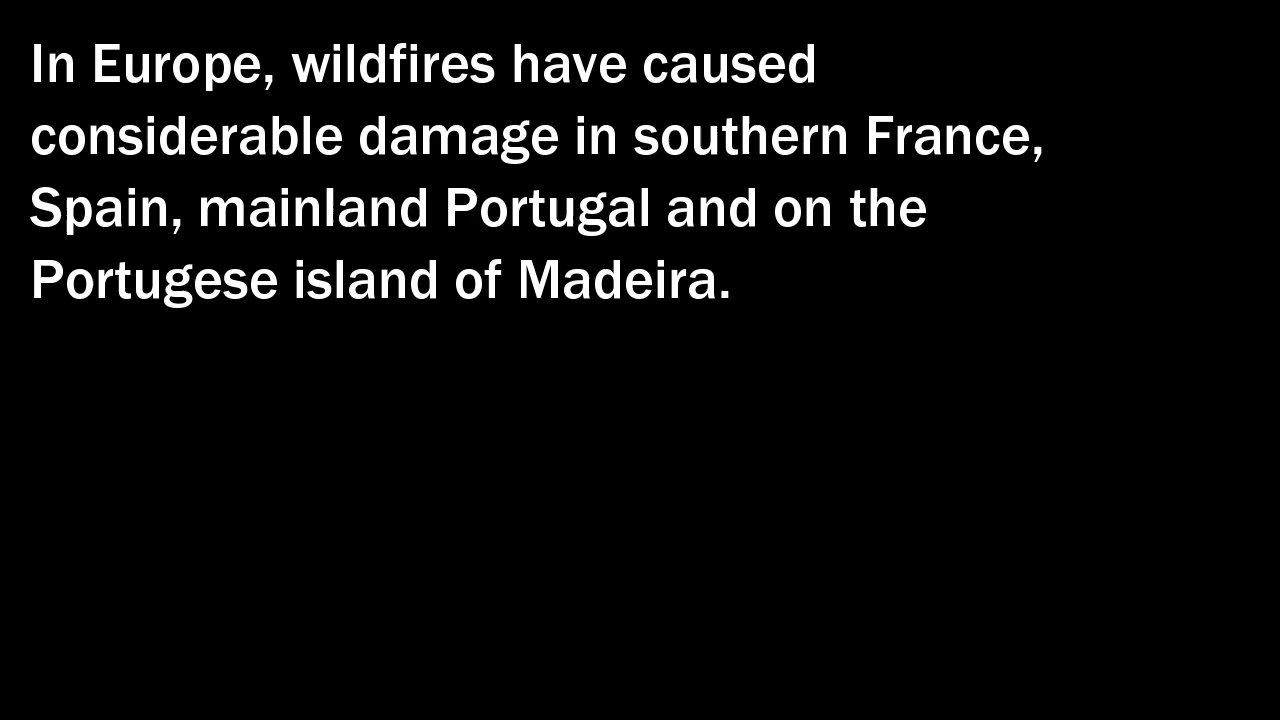 In Europe, wildfires have caused
considerable damage in southern France,
Spain, mainland Portugal and on the
Portugese island of Madeira.